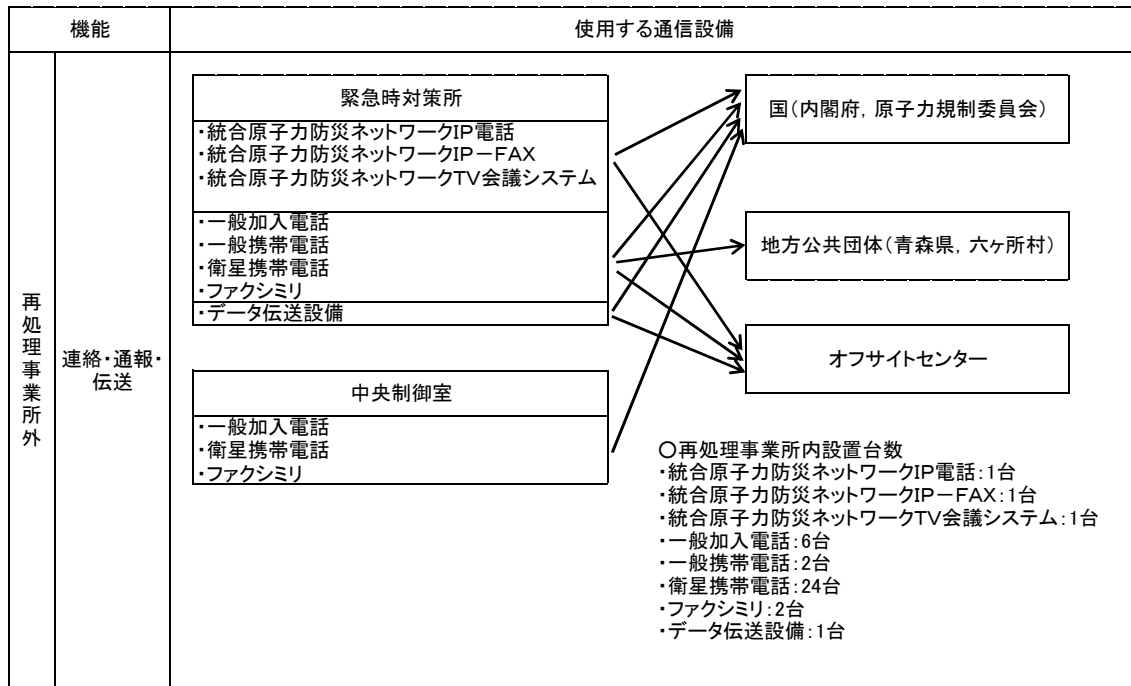 機能
使用する通信設備
再処理事業所外
連絡・通報・
伝送
緊急時対策所
・統合原子力防災ネットワークIP電話
・統合原子力防災ネットワークIP－FAX
・統合原子力防災ネットワークTV会議システム
・一般加入電話
・一般携帯電話
・衛星携帯電話
・ファクシミリ
・データ伝送設備
中央制御室
・一般加入電話
・衛星携帯電話
・ファクシミリ
国(内閣府，原子力規制委員会)
地方公共団体(青森県，六ヶ所村)
オフサイトセンター
○再処理事業所内設置台数
・統合原子力防災ネットワークIP電話：1台
・統合原子力防災ネットワークIP－FAX：1台
・統合原子力防災ネットワークTV会議システム：1台
・一般加入電話：6台
・一般携帯電話：2台
・衛星携帯電話：24台
・ファクシミリ：2台
・データ伝送設備：1台